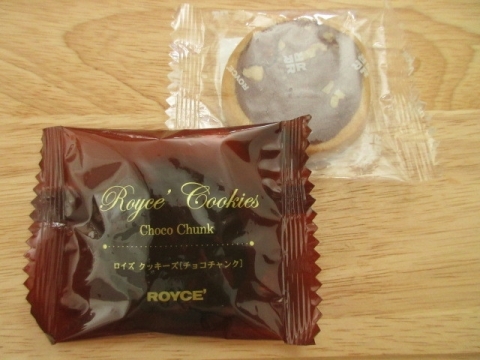 Royce' Cookies
Choco Chunk
ロイズ クッキーズ[チョコチャンク]
ROYCE'
ROYCE'